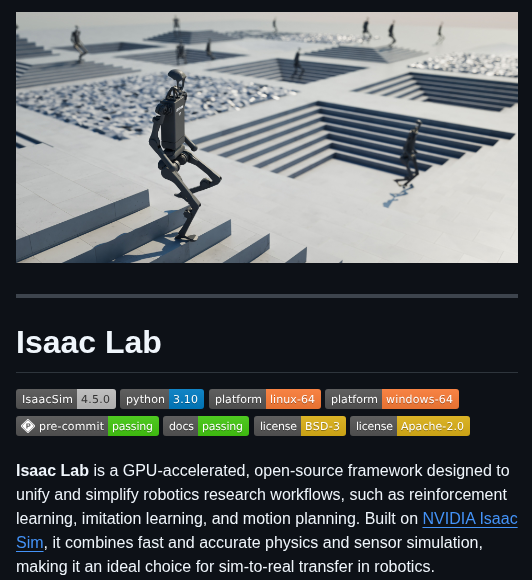 Isaac Lab
IsaacSim 4.5.0 python 3.10 platform linux-64 platform windows-64
pre-commit passing docs passing license BSD-3 license Apache-2.0
Isaac Lab is a GPU-accelerated, open-source framework designed to
unify and simplify robotics research workflows, such as reinforcement
learning, imitation learning, and motion planning. Built on NVIDIA Isaac
Sim, it combines fast and accurate physics and sensor simulation,
making it an ideal choice for sim-to-real transfer in robotics.